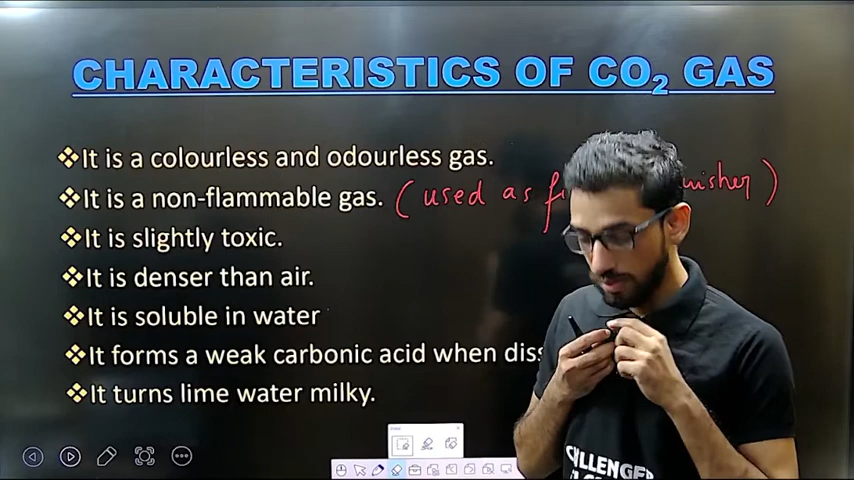 CHARACTERISTICS OF CO₂ GAS
❖It is a colourless and odourless gas.
❖It is a non-flammable gas. (used as
❖It is slightly toxic.
❖It is denser than air.
❖It is soluble in water
❖It forms a weak carbonic acid when
❖It turns lime water milky.